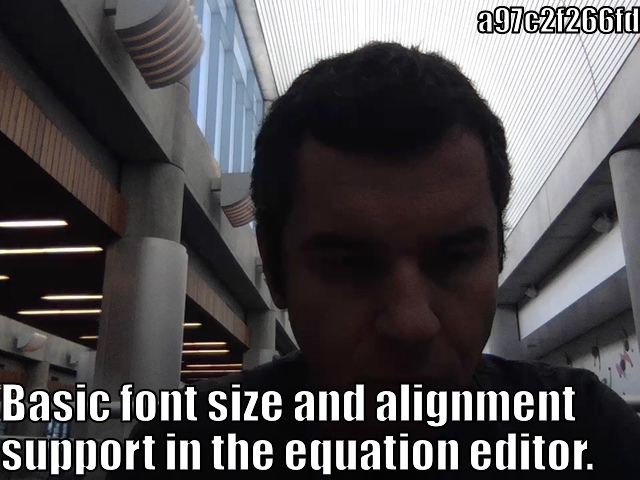 a97c2f266fd
Basic font size and alignment
support in the equation editor.